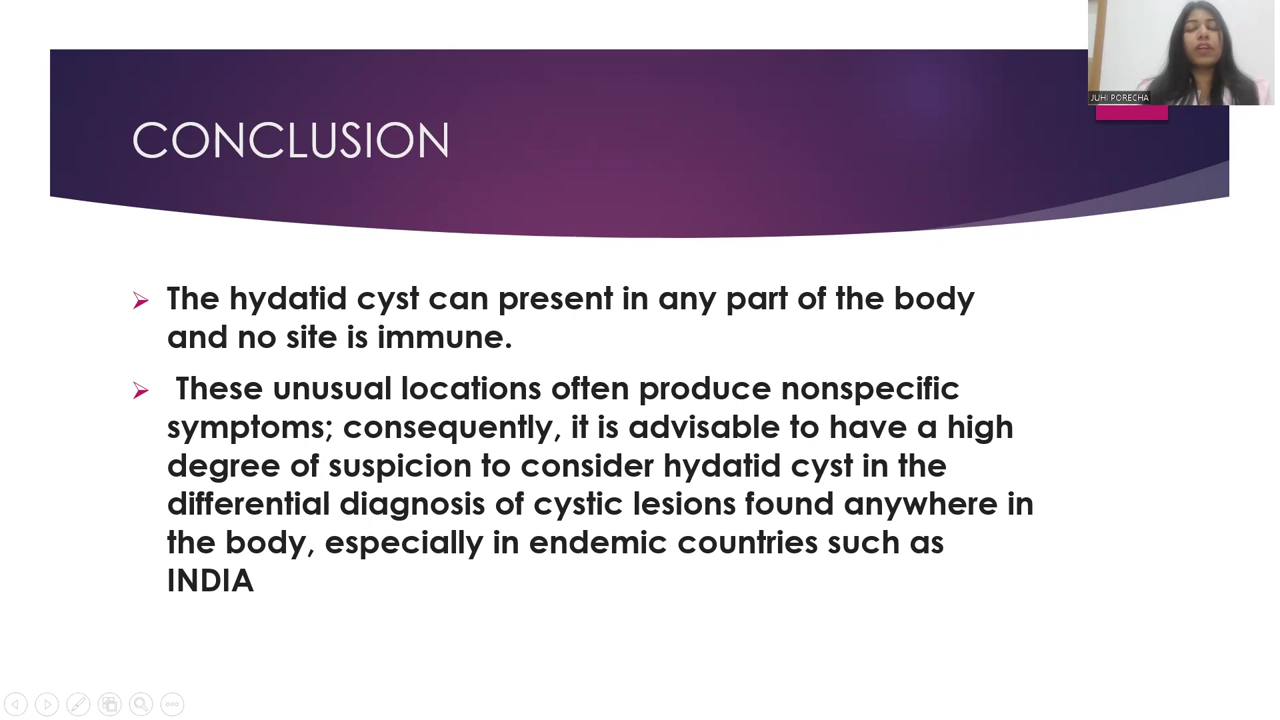 JUHI PORECHA
CONCLUSION
The hydatid cyst can present in any part of the body
and no site is immune.
These unusual locations often produce nonspecific
symptoms; consequently, it is advisable to have a high
degree of suspicion to consider hydatid cyst in the
differential diagnosis of cystic lesions found anywhere in
the body, especially in endemic countries such as
INDIA